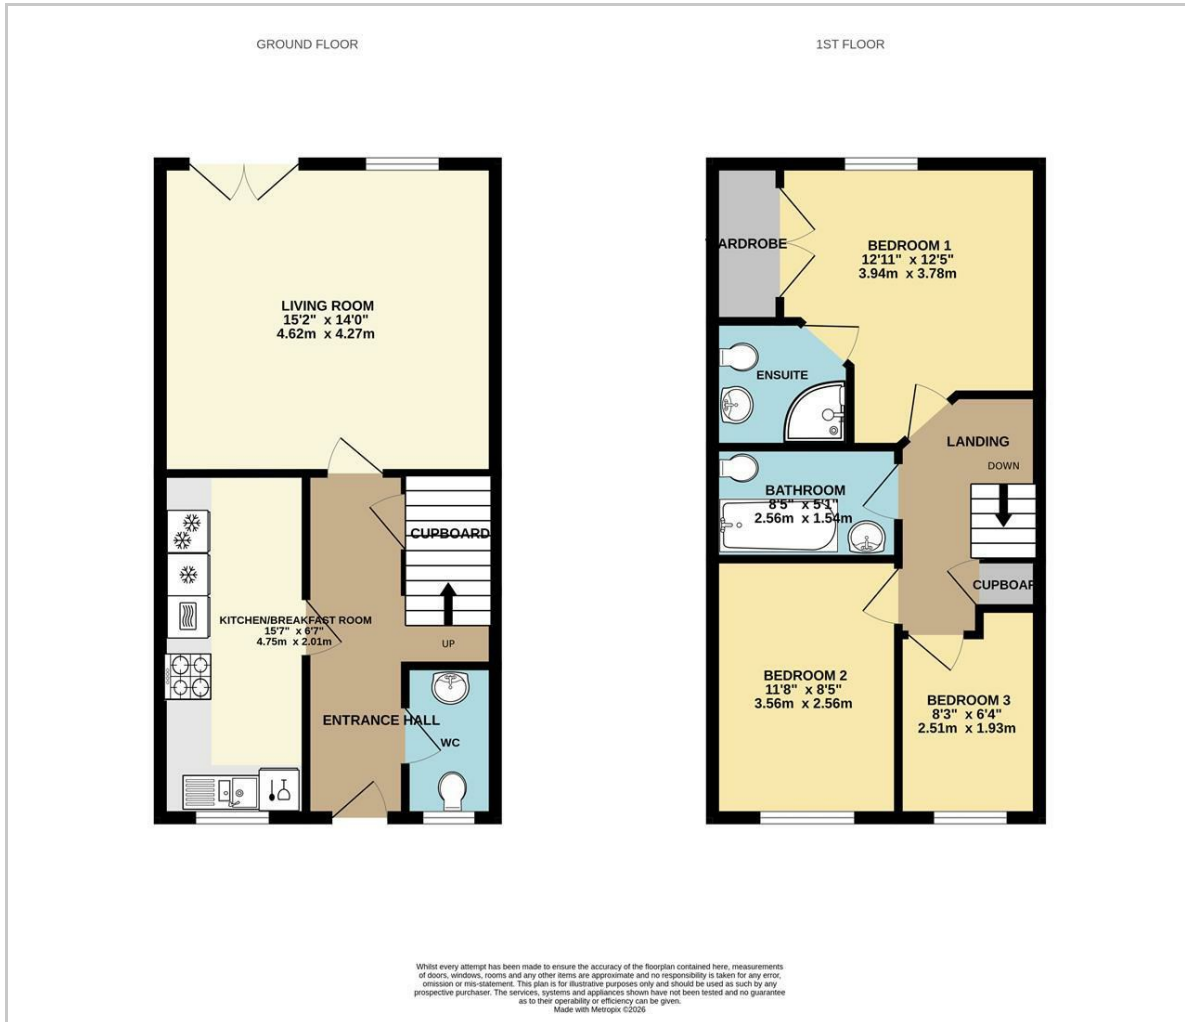 GROUND FLOOR
LIVING ROOM
15'2" x 14'0"
4.62m x 4.27m
CUPBOARD
KITCHEN/BREAKFAST ROOM
15'7" x 6'7"
4.75m x 2.01m
UP
ENTRANCE HALL
WC
1ST FLOOR
ARDROBE
BEDROOM 1
12'11" x 12'5"
3.94m x 3.78m
ENSUITE
LANDING
DOWN
BATHROOM
8'5" x 5'1"
2.56m x 1.54m
CUPBOAR
BEDROOM 2
11'8" x 8'5"
3.56m x 2.56m
BEDROOM 3
8'3" x 6'4"
2.51m x 1.93m
Whilst every attempt has been made to ensure the accuracy of the floorplan contained here, measurements
of doors, windows, rooms and any other items are approximate and no responsibility is taken for any error,
omission or mis-statement. This plan is for illustrative purposes only and should be used as such by any
prospective purchaser. The services, systems and appliances shown have not been tested and no guarantee
as to their operability or efficiency can be given.
Made with Metropix ©2026